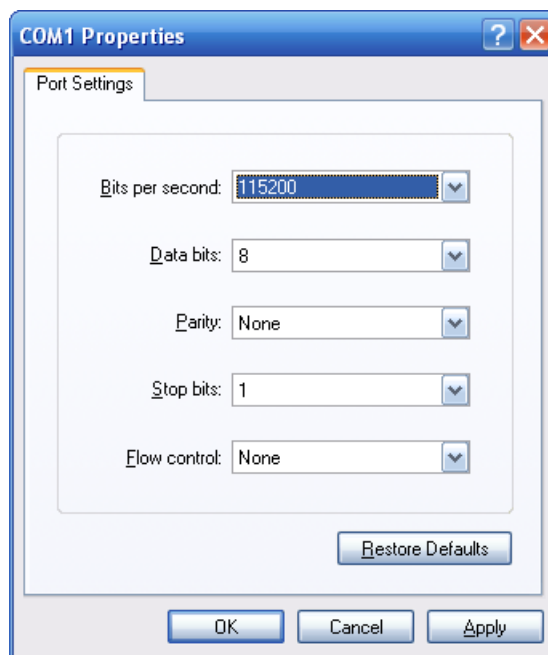 COM1 Properties
Port Settings
Bits per second: 115200
Data bits: 8
Parity: None
Stop bits: 1
Flow control: None
Restore Defaults
OK Cancel Apply